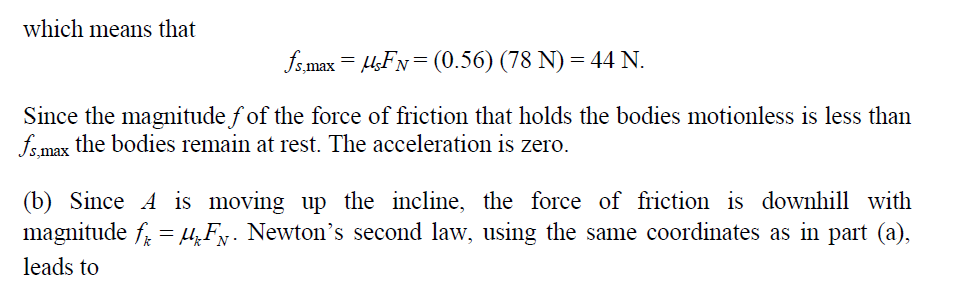 which means that
fs,max = μsFN = (0.56) (78 N) = 44 N.
Since the magnitude f of the force of friction that holds the bodies motionless is less than
fs,max the bodies remain at rest. The acceleration is zero.
(b) Since A is moving up the incline, the force of friction is downhill with
magnitude fk = μkFN. Newton’s second law, using the same coordinates as in part (a),
leads to